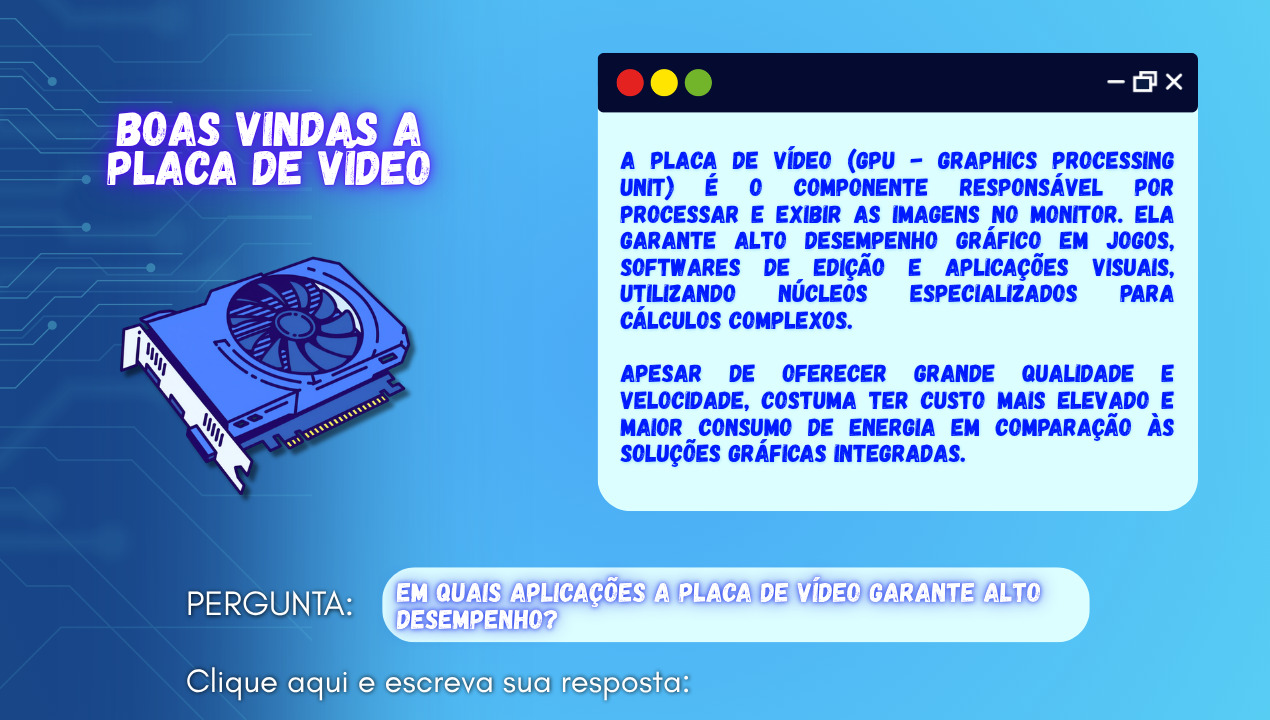 BOAS VINDAS A
PLACA DE VÍDEO
A PLACA DE VÍDEO (GPU – GRAPHICS PROCESSING
UNIT) É O COMPONENTE RESPONSÁVEL POR
PROCESSAR E EXIBIR AS IMAGENS NO MONITOR. ELA
GARANTE ALTO DESEMPENHO GRÁFICO EM JOGOS,
SOFTWARES DE EDIÇÃO E APLICAÇÕES VISUAIS,
UTILIZANDO NÚCLEOS ESPECIALIZADOS PARA
CÁLCULOS COMPLEXOS.
APESAR DE OFERECER GRANDE QUALIDADE E
VELOCIDADE, COSTUMA TER CUSTO MAIS ELEVADO E
MAIOR CONSUMO DE ENERGIA EM COMPARAÇÃO ÀS
SOLUÇÕES GRÁFICAS INTEGRADAS.
PERGUNTA:
EM QUAIS APLICAÇÕES A PLACA DE VÍDEO GARANTE ALTO
DESEMPENHO?
Clique aqui e escreva sua resposta: